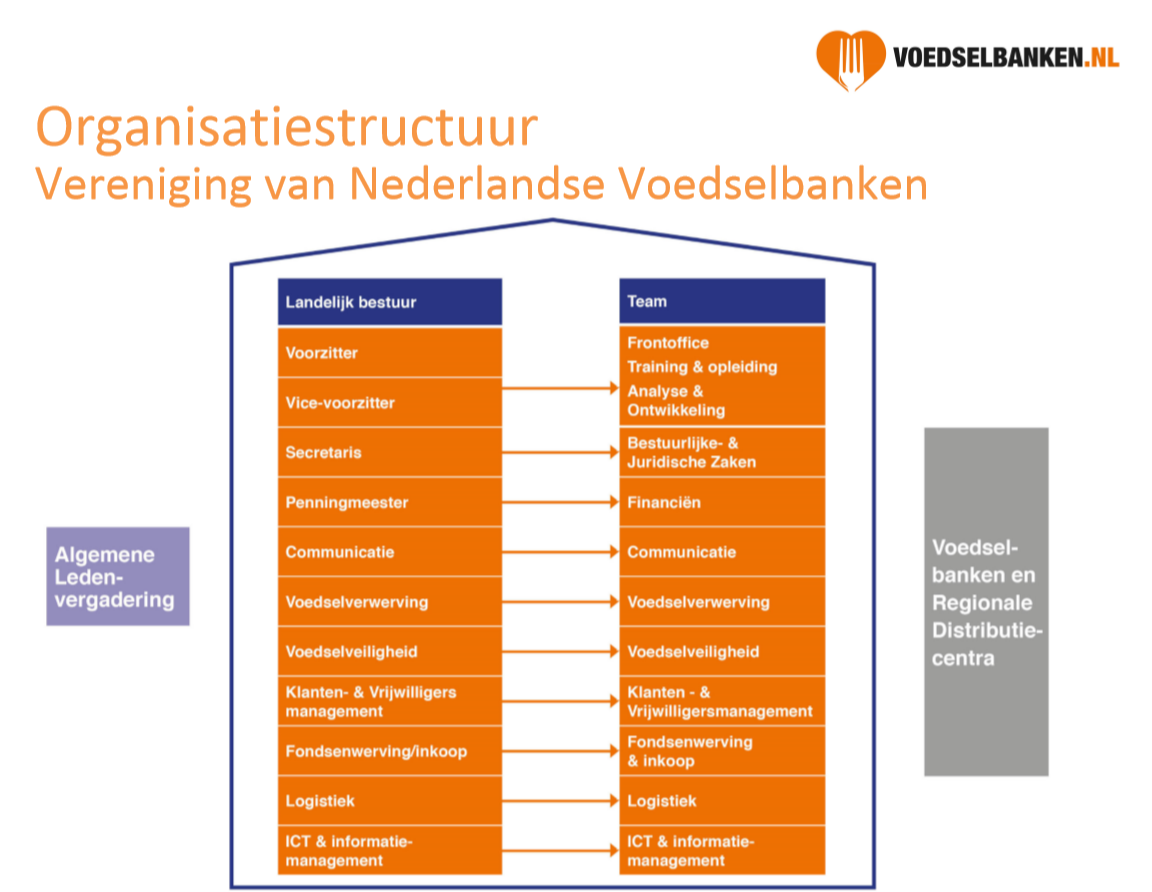 VOEDSELBANKEN.NL
Organisatiestructuur
Vereniging van Nederlandse Voedselbanken
Algemene
Leden-
vergadering
Landelijk bestuur
Voorzitter
Vice-voorzitter
Secretaris
Penningmeester
Communicatie
Voedselverwerving
Voedselveiligheid
Klanten- & Vrijwilligers
management
Fondsenwerving/inkoop
Logistiek
ICT & informatie-
management
Team
Frontoffice
Training & opleiding
Analyse &
Ontwikkeling
Bestuurlijke- &
Juridische Zaken
Financiën
Communicatie
Voedselverwerving
Voedselveiligheid
Klanten - &
Vrijwilligersmanagement
Fondsenwerving
& inkoop
Logistiek
ICT & informatie-
management
Voedsel-
banken en
Regionale
Distributie-
centra